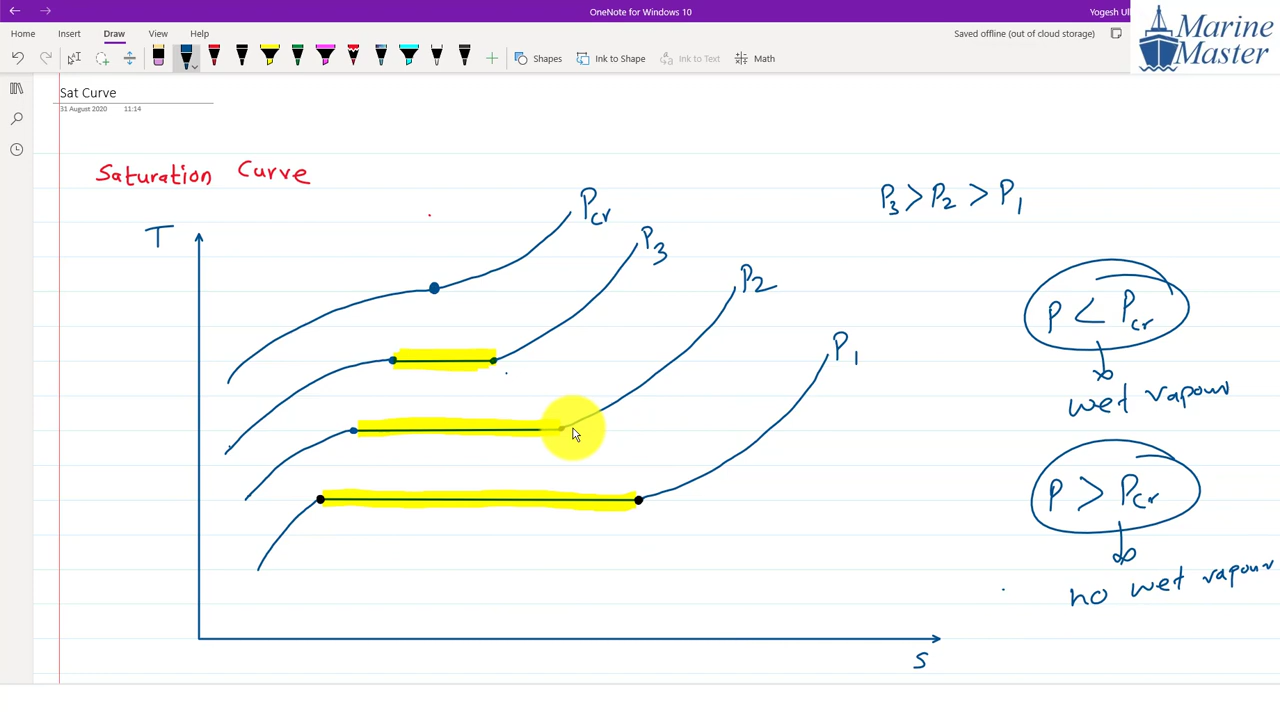 OneNote for Windows 10
Yogesh Ul
Marine
Master
Home Insert Draw View Help
Saved offline (out of cloud storage)
Shapes Ink to Shape Ink to Text Math
Sat Curve
31 August 2020 11:14
Saturation Curve
P3 > P2 > P1
T
Pcr
P3
P2
P1
P < Pcr
wet vapour
P > Pcr
no wet vapour
S